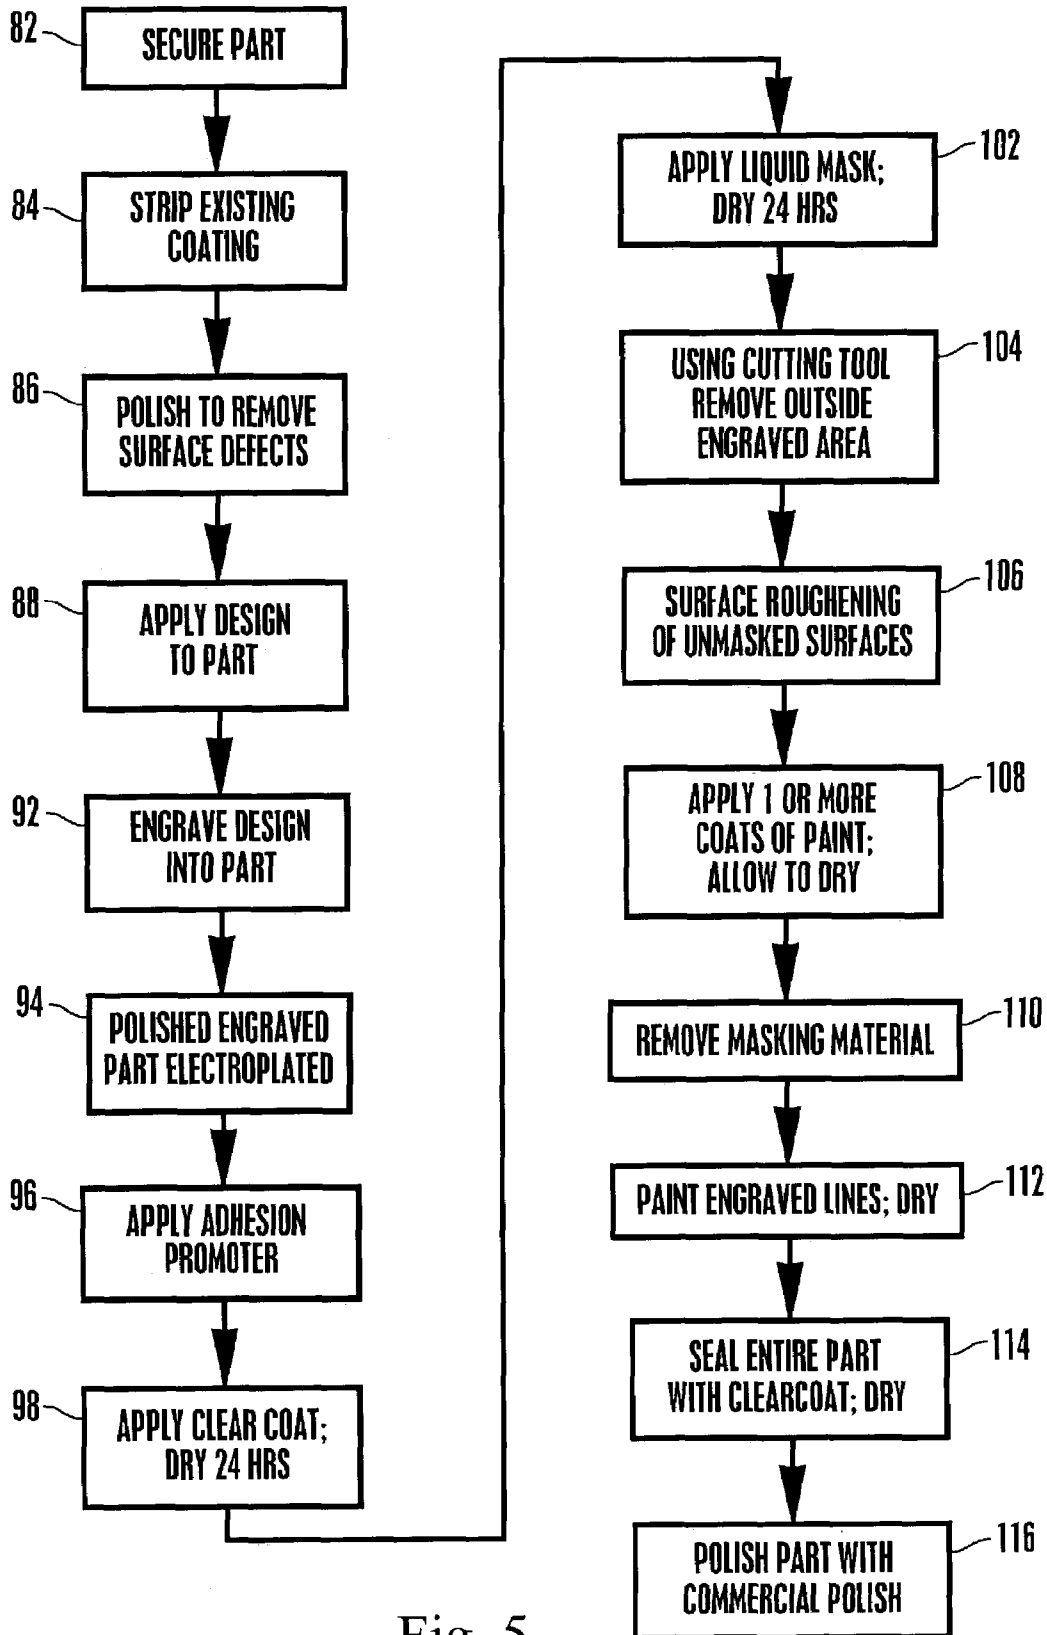 82
SECURE PART
84
STRIP EXISTING
COATING
86
POLISH TO REMOVE
SURFACE DEFECTS
88
APPLY DESIGN
TO PART
92
ENGRAVE DESIGN
INTO PART
94
POLISHED ENGRAVED
PART ELECTROPLATED
96
APPLY ADHESION
PROMOTER
98
APPLY CLEAR COAT;
DRY 24 HRS
102
APPLY LIQUID MASK;
DRY 24 HRS
104
USING CUTTING TOOL
REMOVE OUTSIDE
ENGRAVED AREA
106
SURFACE ROUGHENING
OF UNMASKED SURFACES
108
APPLY 1 OR MORE
COATS OF PAINT;
ALLOW TO DRY
110
REMOVE MASKING MATERIAL
112
PAINT ENGRAVED LINES; DRY
114
SEAL ENTIRE PART
WITH CLEARCOAT; DRY
116
POLISH PART WITH
COMMERCIAL POLISH
Fig. 5